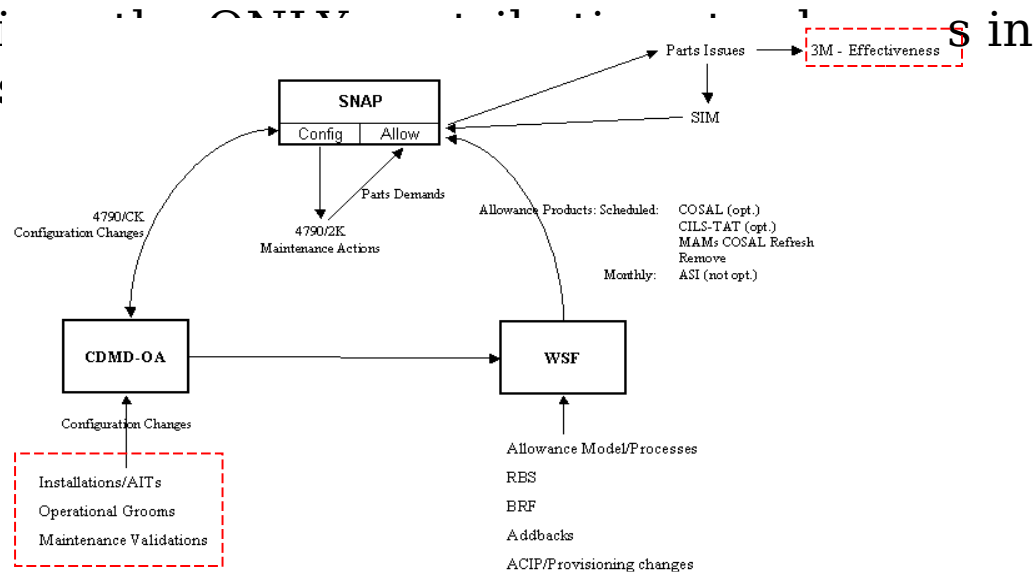 s in
Parts Issues
3M - Effectiveness
SNAP
Config
Allow
SIM
Parts Demands
4790/CK
Configuration Changes
4790/2K
Maintenance Actions
Allowance Products: Scheduled:
COSAL (opt.)
CILS-TAT (opt.)
MAMs COSAL Refresh
Remove
Monthly:
ASI (not opt.)
CDMD-OA
WSF
Configuration Changes
Installations/AITs
Operational Grooms
Maintenance Validations
Allowance Model/Processes
RBS
BRF
Addbacks
ACIP/Provisioning changes